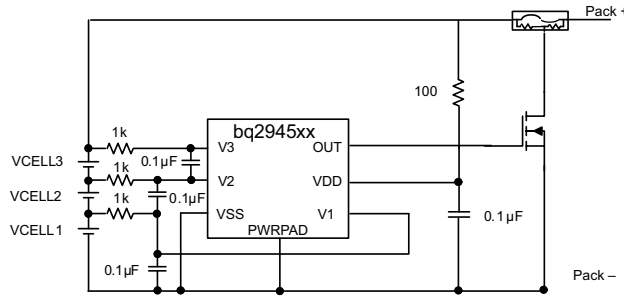 Pack +
100
1k
bq2945xx
V3
OUT
VCELL3
0.1µF
1k
V2
VDD
VCELL2
0.1µF
1k
VSS
V1
0.1µF
VCELL1
PWRPAD
0.1µF
Pack –